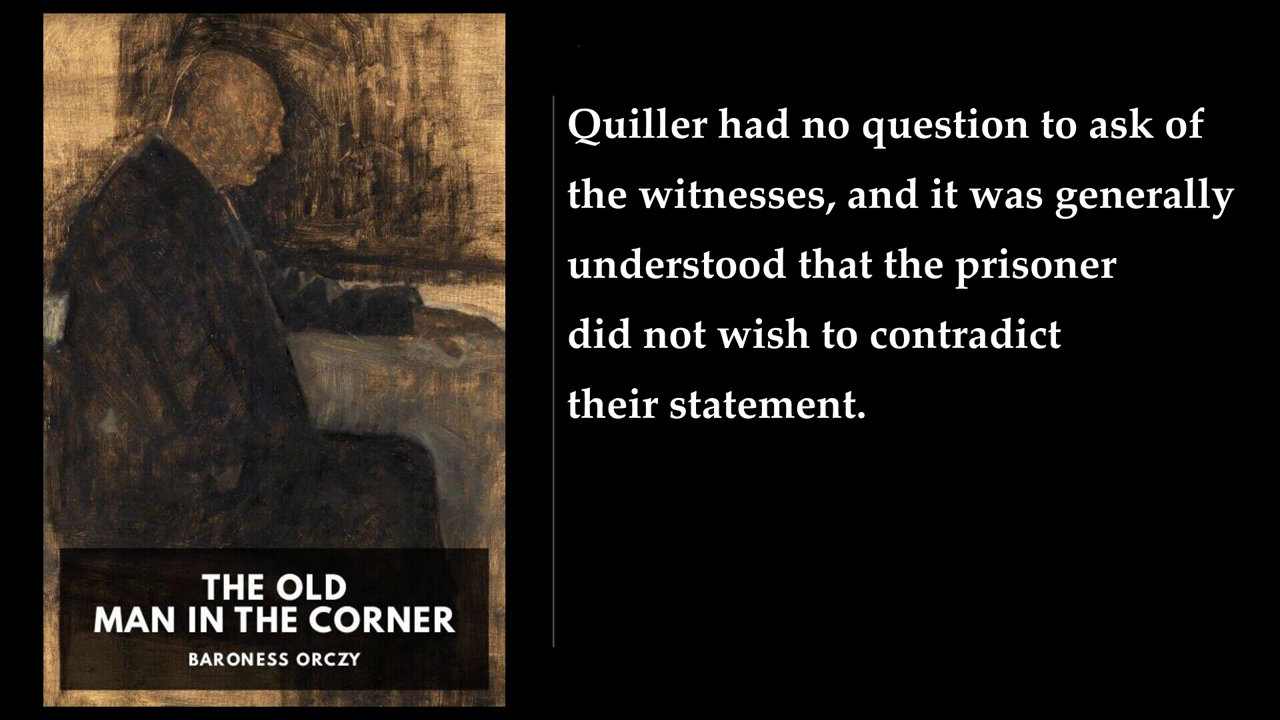 THE OLD
MAN IN THE CORNER
BARONESS ORCZY
Quiller had no question to ask of
the witnesses, and it was generally
understood that the prisoner
did not wish to contradict
their statement.